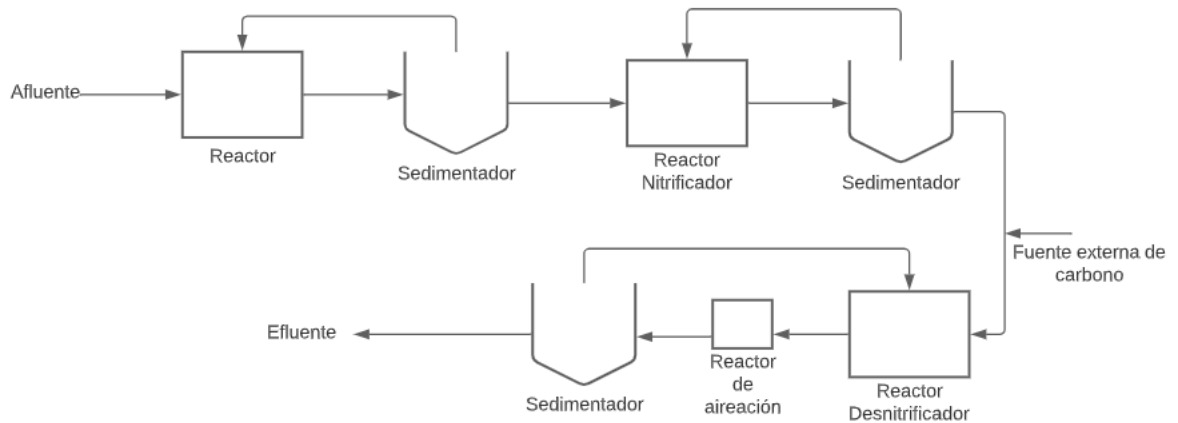 Afluente
Reactor
Sedimentador
Reactor
Nitrificador
Sedimentador
Fuente externa de
carbono
Efluente
Sedimentador
Reactor
de
aireación
Reactor
Desnitrificador